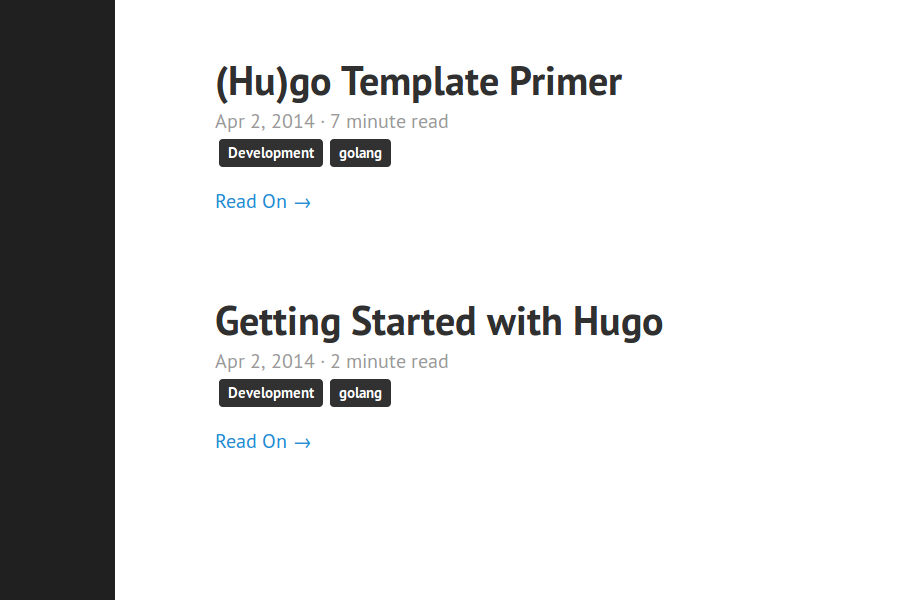 (Hu)go Template Primer
Apr 2, 2014 · 7 minute read
Development golang
Read On →
Getting Started with Hugo
Apr 2, 2014 · 2 minute read
Development golang
Read On →